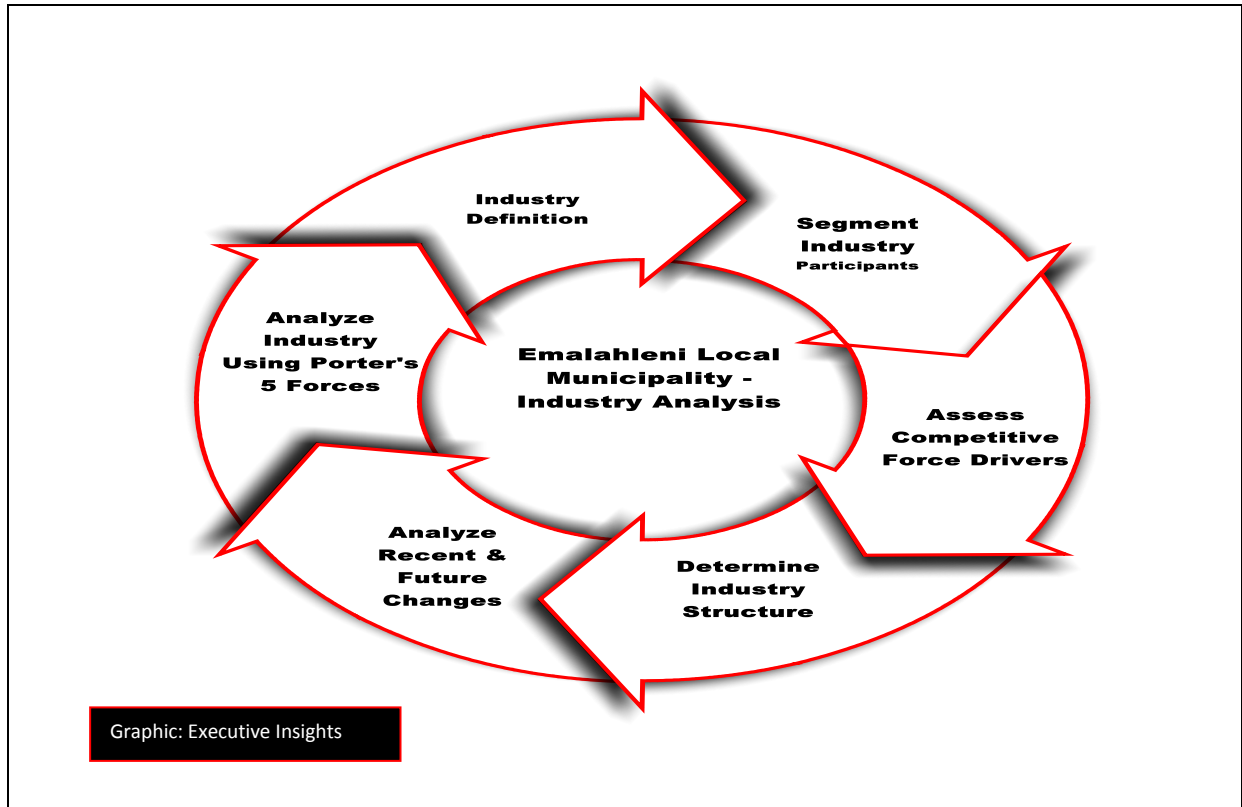 Industry
Definition
Segment
Industry
Participants
Assess
Competitive
Force Drivers
Determine
Industry
Structure
Analyze
Recent &
Future
Changes
Analyze
Industry
Using Porter's
5 Forces
Emalahleni Local
Municipality -
Industry Analysis
Graphic: Executive Insights